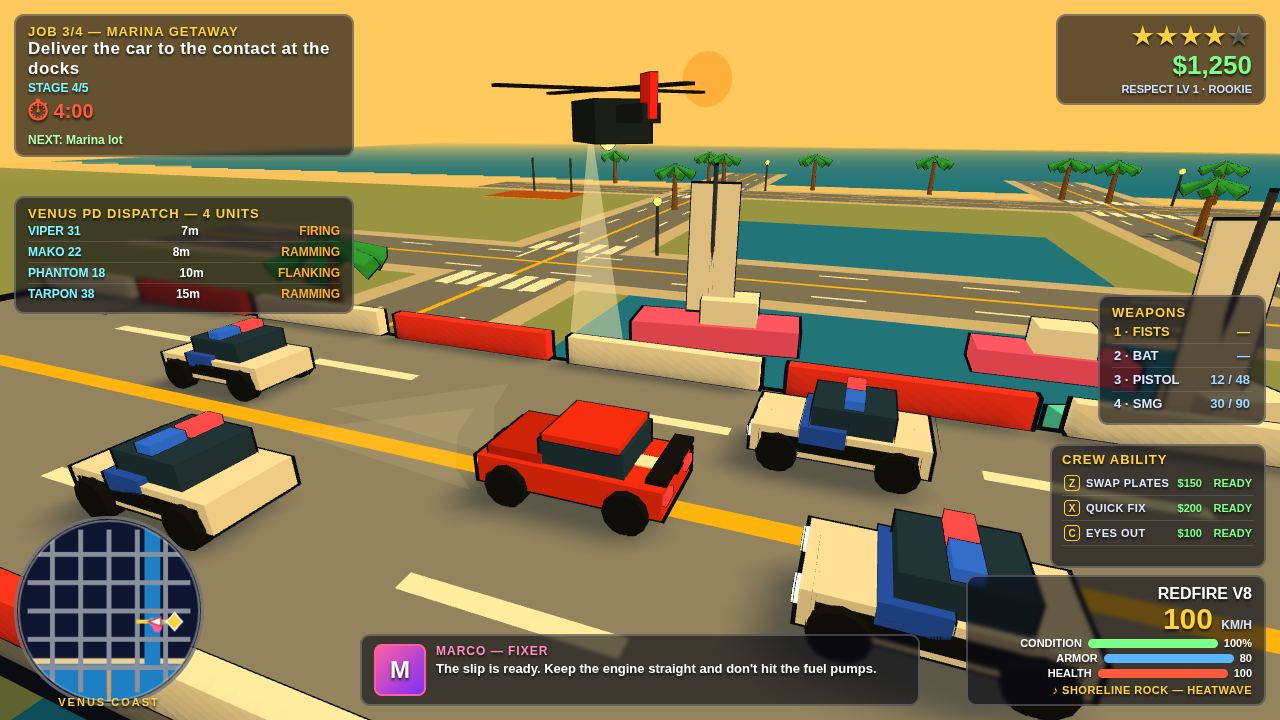 JOB 3/4 — MARINA GETAWAY
Deliver the car to the contact at the
docks
STAGE 4/5
⏱ 4:00
NEXT: Marina lot
★★★★★
$1,250
RESPECT LV 1 · ROOKIE
VENUS PD DISPATCH — 4 UNITS
VIPER 31 7m FIRING
MAKO 22 8m RAMMING
PHANTOM 18 10m FLANKING
TARPON 38 15m RAMMING
WEAPONS
1 · FISTS —
2 · BAT —
3 · PISTOL 12 / 48
4 · SMG 30 / 90
CREW ABILITY
Z SWAP PLATES $150 READY
X QUICK FIX $200 READY
C EYES OUT $100 READY
REDFIRE V8
100 KM/H
CONDITION 100%
ARMOR 80
HEALTH 100
♪ SHORELINE ROCK — HEATWAVE
M
MARCO — FIXER
The slip is ready. Keep the engine straight and don't hit the fuel pumps.
VENUS COAST